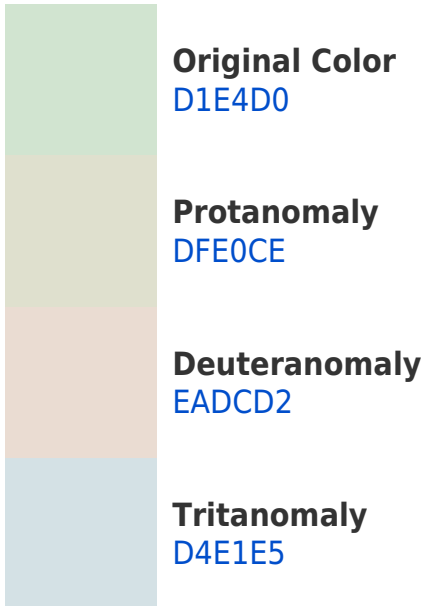 Original Color
D1E4D0
Protanomaly
DFE0CE
Deuteranomaly
EADCD2
Tritanomaly
D4E1E5